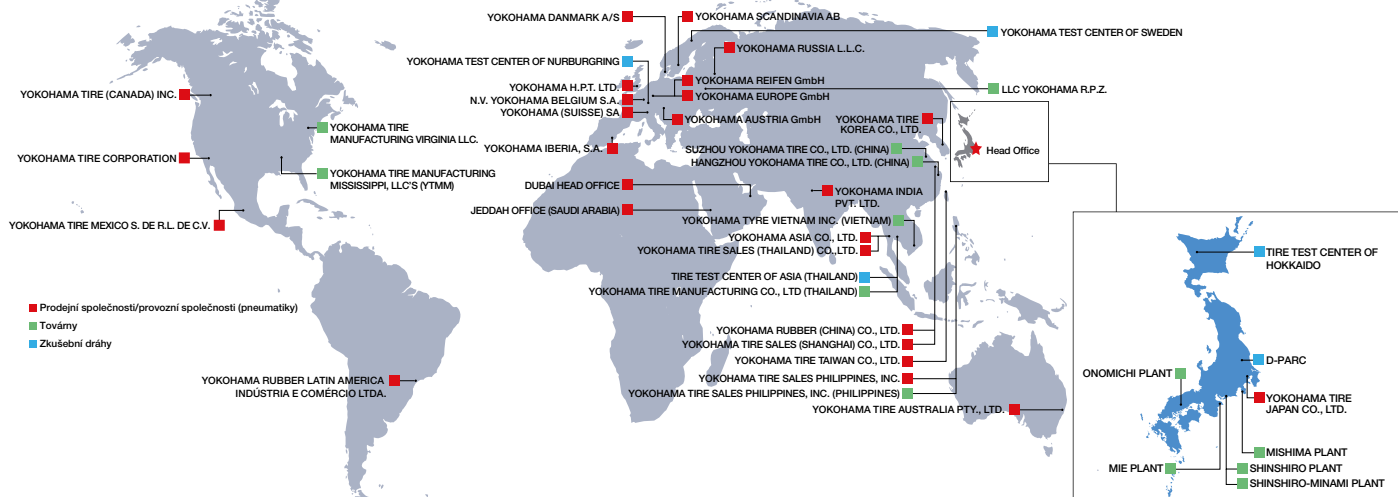 YOKOHAMA DANMARK A/S
YOKOHAMA SCANDINAVIA AB
YOKOHAMA TEST CENTER OF SWEDEN
YOKOHAMA RUSSIA L.L.C.
YOKOHAMA TEST CENTER OF NURBURGRING
YOKOHAMA REIFEN GmbH
YOKOHAMA H.P.T. LTD.
LLC YOKOHAMA R.P.Z.
YOKOHAMA TIRE (CANADA) INC.
YOKOHAMA EUROPE GmbH
N.V. YOKOHAMA BELGIUM S.A.
YOKOHAMA (SUISSE) SA
YOKOHAMA AUSTRIA GmbH
YOKOHAMA TIRE
KOREA CO., LTD.
YOKOHAMA TIRE
MANUFACTURING VIRGINIA LLC.
YOKOHAMA IBERIA, S.A.
SUZHOU YOKOHAMA TIRE CO., LTD. (CHINA)
HANGZHOU YOKOHAMA TIRE CO., LTD. (CHINA)
Head Office
YOKOHAMA TIRE CORPORATION
YOKOHAMA TIRE MANUFACTURING
MISSISSIPPI, LLC'S (YTMM)
DUBAI HEAD OFFICE
YOKOHAMA INDIA
PVT. LTD.
JEDDAH OFFICE (SAUDI ARABIA)
YOKOHAMA TYRE VIETNAM INC. (VIETNAM)
YOKOHAMA TIRE MEXICO S. DE R.L. DE C.V.
YOKOHAMA ASIA CO., LTD.
YOKOHAMA TIRE SALES (THAILAND) CO.,LTD.
TIRE TEST CENTER OF ASIA (THAILAND)
YOKOHAMA TIRE MANUFACTURING CO., LTD (THAILAND)
Prodejní společnosti/provozní společnosti (pneumatiky)
Továrny
Zkušební dráhy
YOKOHAMA RUBBER (CHINA) CO., LTD.
YOKOHAMA TIRE SALES (SHANGHAI) CO., LTD.
YOKOHAMA TIRE TAIWAN CO., LTD.
YOKOHAMA TIRE SALES PHILIPPINES, INC.
YOKOHAMA TIRE SALES PHILIPPINES, INC. (PHILIPPINES)
YOKOHAMA RUBBER LATIN AMERICA
INDÚSTRIA E COMÉRCIO LTDA.
YOKOHAMA TIRE AUSTRALIA PTY., LTD.
TIRE TEST CENTER OF
HOKKAIDO
D-PARC
ONOMICHI PLANT
YOKOHAMA TIRE
JAPAN CO., LTD.
MISHIMA PLANT
MIE PLANT
SHINSHIRO PLANT
SHINSHIRO-MINAMI PLANT